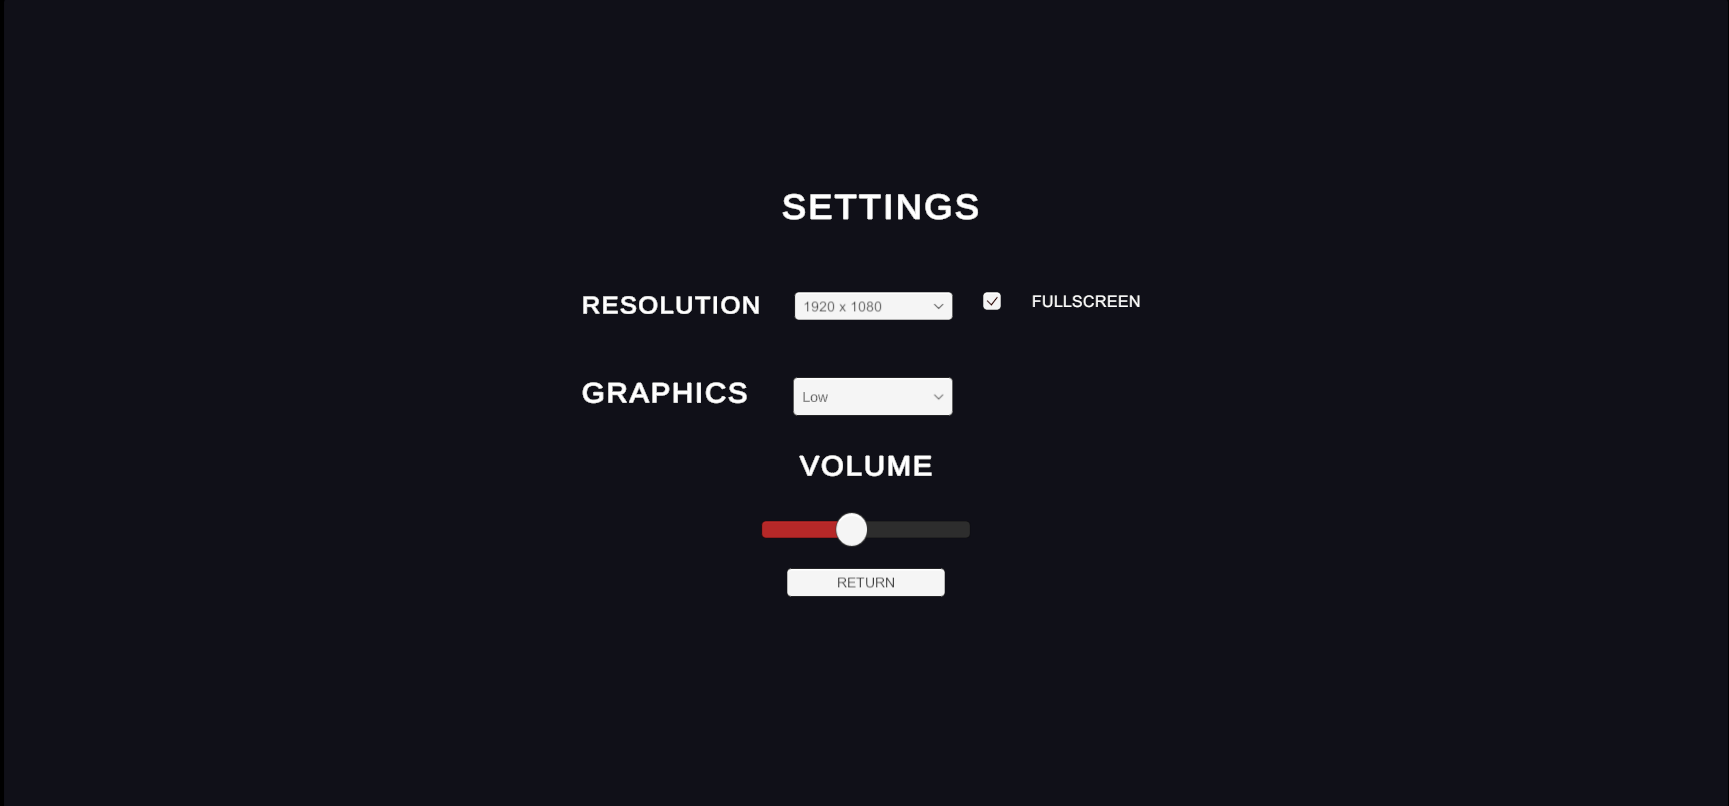 SETTINGS
RESOLUTION 1920 x 1080 FULLSCREEN
GRAPHICS Low
VOLUME
RETURN